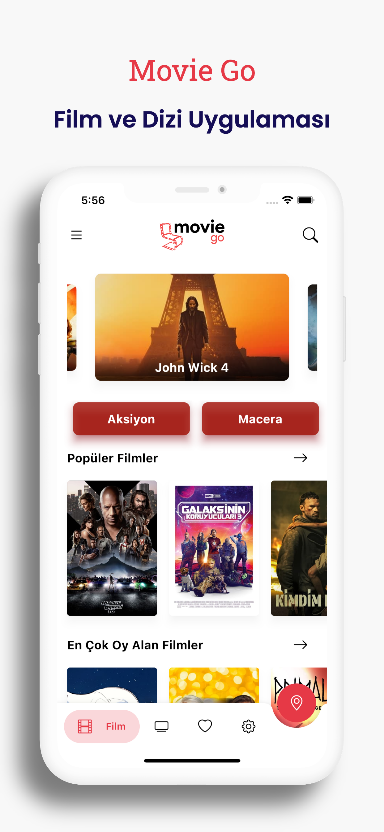 Movie Go
Film ve Dizi Uygulaması
5:56
movie
go
John Wick 4
Aksiyon
Macera
Popüler Filmler
GALAKSİNİN
KORUYUCULARI 3
KİMDİM
En Çok Oy Alan Filmler
Film